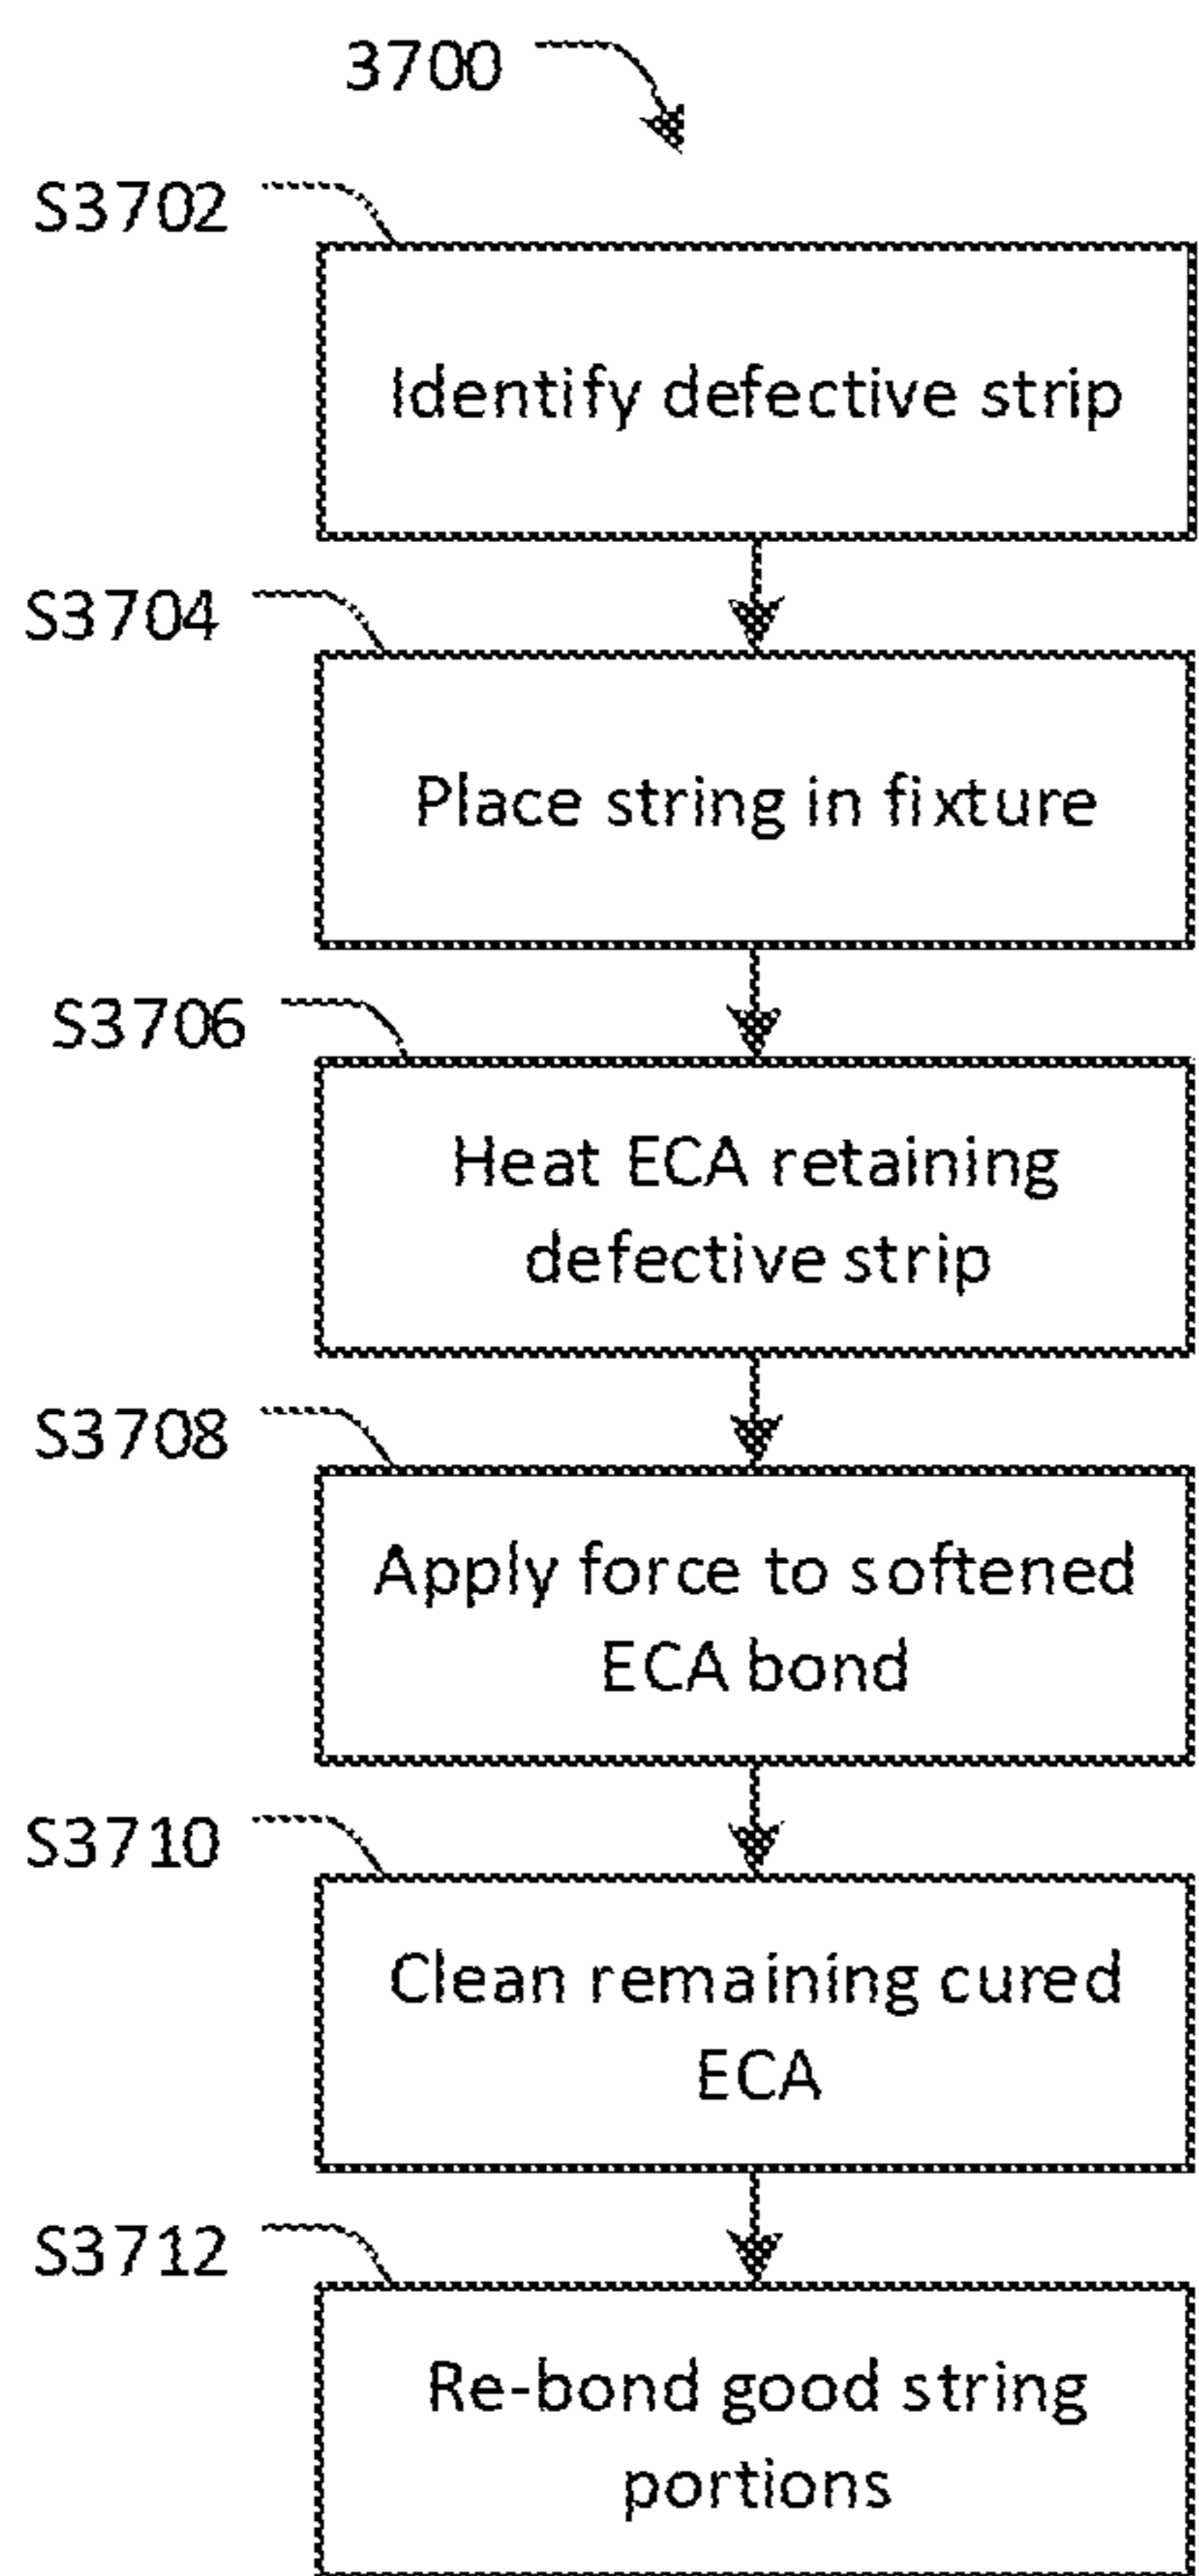 3700
S3702
Identify defective strip
S3704
Place string in fixture
S3706
Heat ECA retaining
defective strip
S3708
Apply force to softened
ECA bond
S3710
Clean remaining cured
ECA
S3712
Re-bond good string
portions